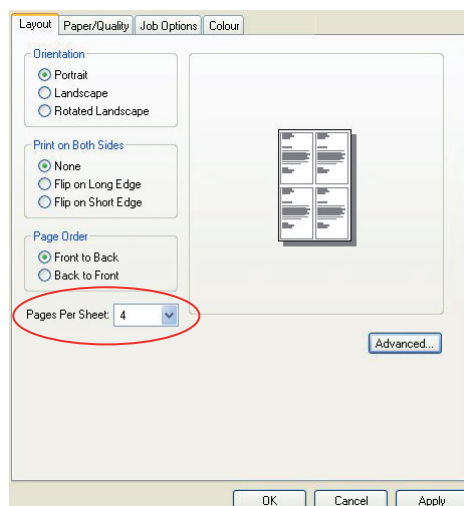 Layout Paper/Quality Job Options Colour
Orientation
Portrait
Landscape
Rotated Landscape
Print on Both Sides
None
Flip on Long Edge
Flip on Short Edge
Page Order
Front to Back
Back to Front
Pages Per Sheet: 4
Advanced...
OK Cancel Apply